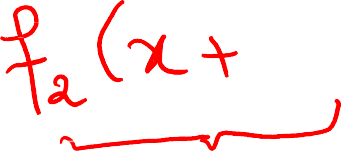 f₂(x +